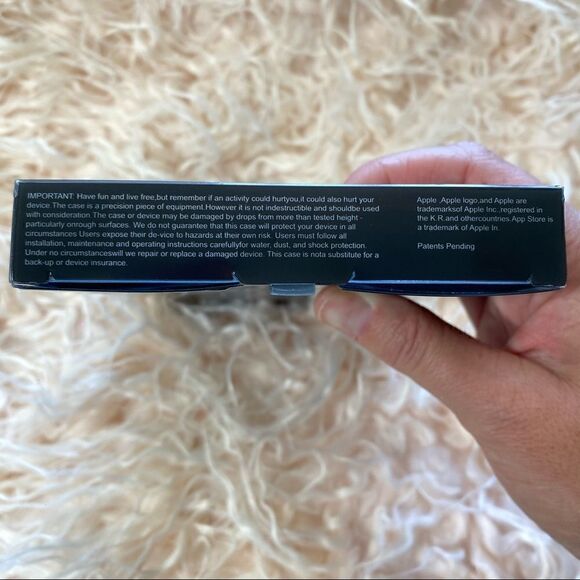 IMPORTANT: Have fun and live free,but remember if an activity could hurtyou,it could also hurt your
device.The case is a precision piece of equipment.However it is not indestructible and shouldbe used
with consideration.The case or device may be damaged by drops from more than tested height -
particularly onrough surfaces. We do not guarantee that this case will protect your device in all
circumstances Users expose their de-vice to hazards at their own risk. Users must follow all
installation, maintenance and operating instructions carefullyfor water, dust, and shock protection.
Under no circumstanceswill we repair or replace a damaged device. This case is nota substitute for a
back-up or device insurance.
Apple ,Apple logo,and Apple are
trademarksof Apple Inc.,registered in
the K.R.and othercountries.App Store is
a trademark of Apple In.
Patents Pending